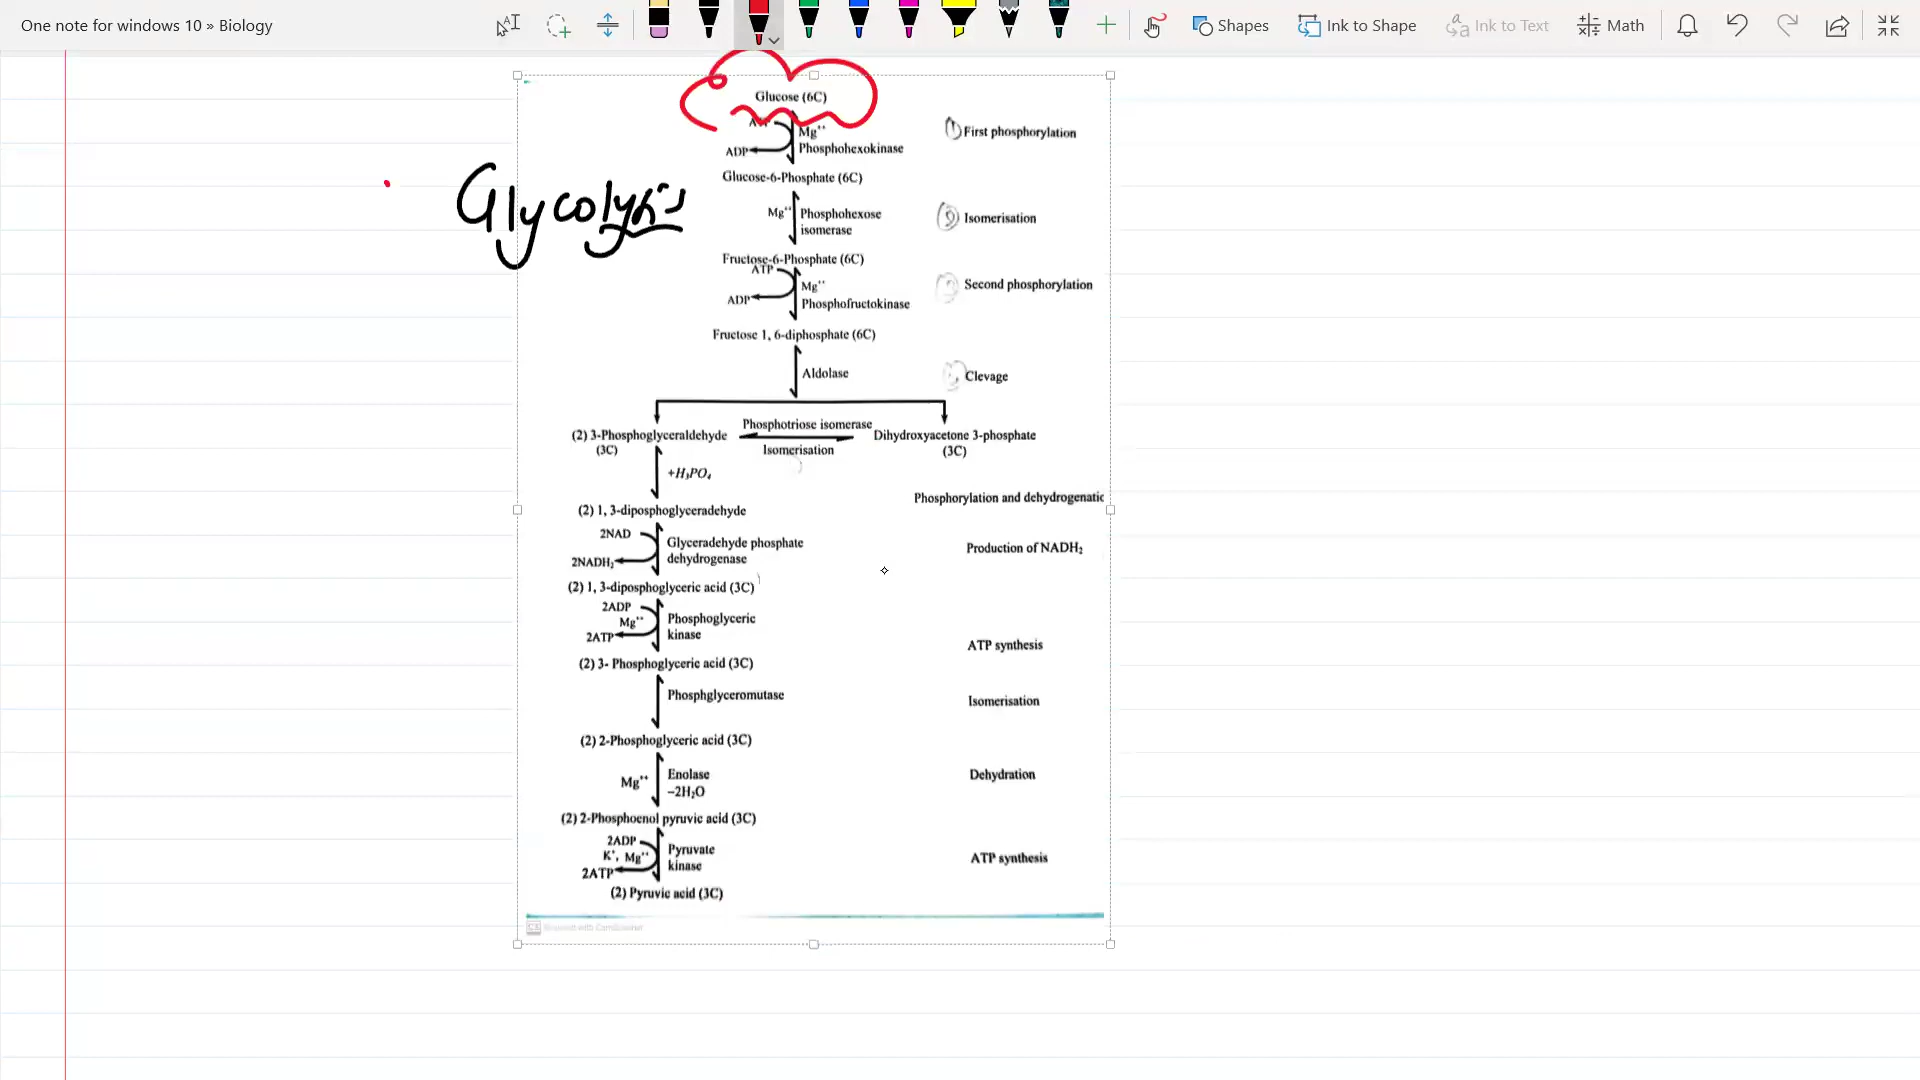 One note for windows 10 » Biology
Shapes
Ink to Shape
Ink to Text
Math
Glucose (6C)
Mg++
First phosphorylation
ADP
Phosphohexokinase
Glucose-6-Phosphate (6C)
Glycolysis
Mg++
Phosphohexose
isomerase
Isomerisation
Fructose-6-Phosphate (6C)
ATP
Mg++
Second phosphorylation
ADP
Phosphofructokinase
Fructose 1, 6-diphosphate (6C)
Aldolase
Clevage
Phosphotriose isomerase
(2) 3-Phosphoglyceraldehyde
Dihydroxyacetone 3-phosphate
(3C)
Isomerisation
(3C)
+H₃PO₄
Phosphorylation and dehydrogenatic
(2) 1, 3-diposphoglyceradehyde
2NAD
Glyceradehyde phosphate
dehydrogenase
Production of NADH₂
2NADH₂
(2) 1, 3-diposphoglyceric acid (3C)
2ADP
Mg++
Phosphoglyceric
kinase
2ATP
ATP synthesis
(2) 3- Phosphoglyceric acid (3C)
Phosphglyceromutase
Isomerisation
(2) 2-Phosphoglyceric acid (3C)
Mg++
Enolase
–2H₂O
Dehydration
(2) 2-Phosphoenol pyruvic acid (3C)
2ADP
K+, Mg++
Pyruvate
kinase
2ATP
ATP synthesis
(2) Pyruvic acid (3C)
CS
Scanned with CamScanner